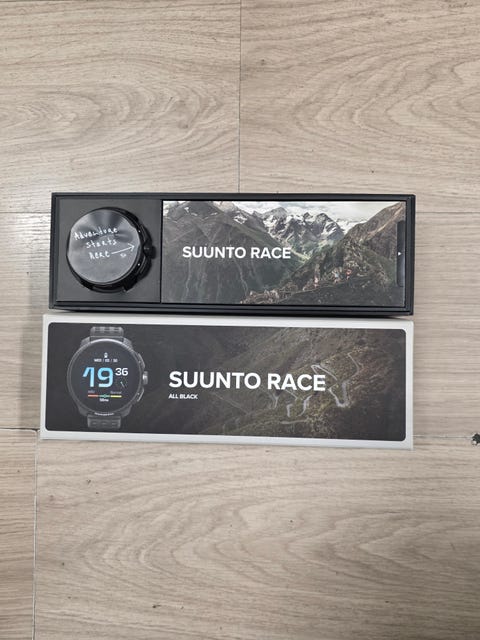 Adventure
starts
here
SUUNTO RACE
19 36
SUUNTO RACE
ALL BLACK